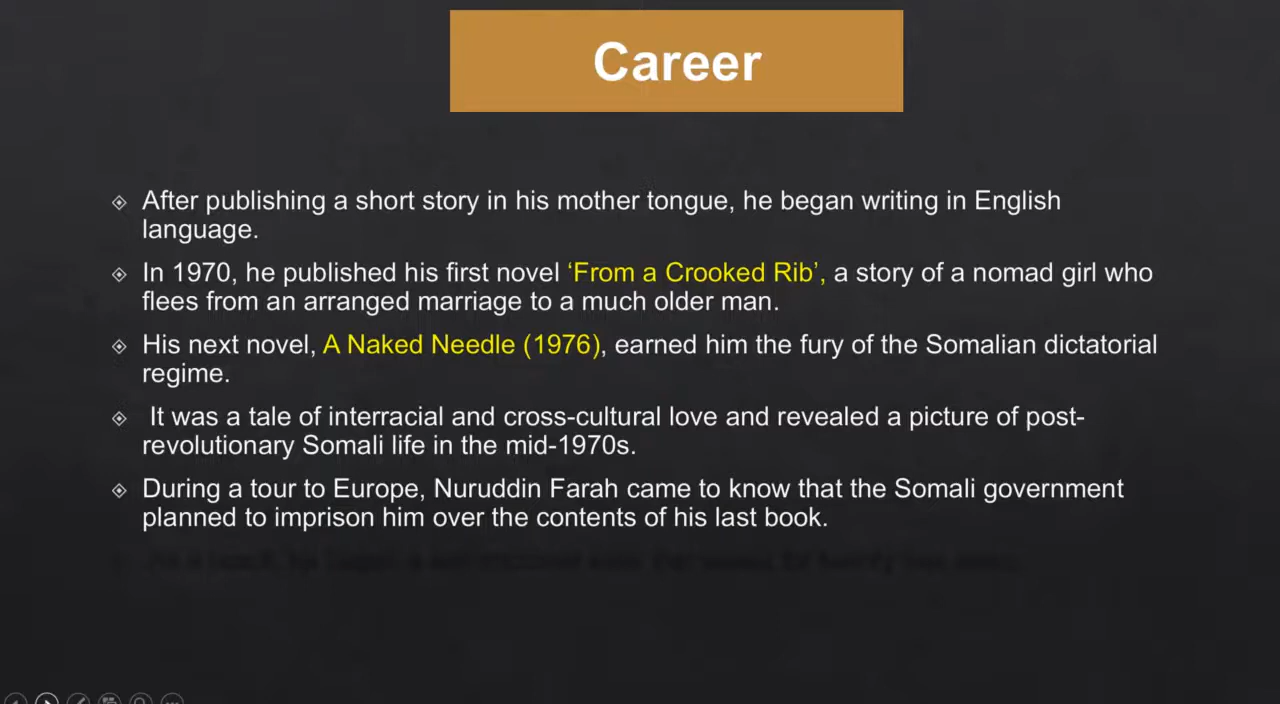 Career
After publishing a short story in his mother tongue, he began writing in English
language.
In 1970, he published his first novel ‘From a Crooked Rib’, a story of a nomad girl who
flees from an arranged marriage to a much older man.
His next novel, A Naked Needle (1976), earned him the fury of the Somalian dictatorial
regime.
It was a tale of interracial and cross-cultural love and revealed a picture of post-
revolutionary Somali life in the mid-1970s.
During a tour to Europe, Nuruddin Farah came to know that the Somali government
planned to imprison him over the contents of his last book.